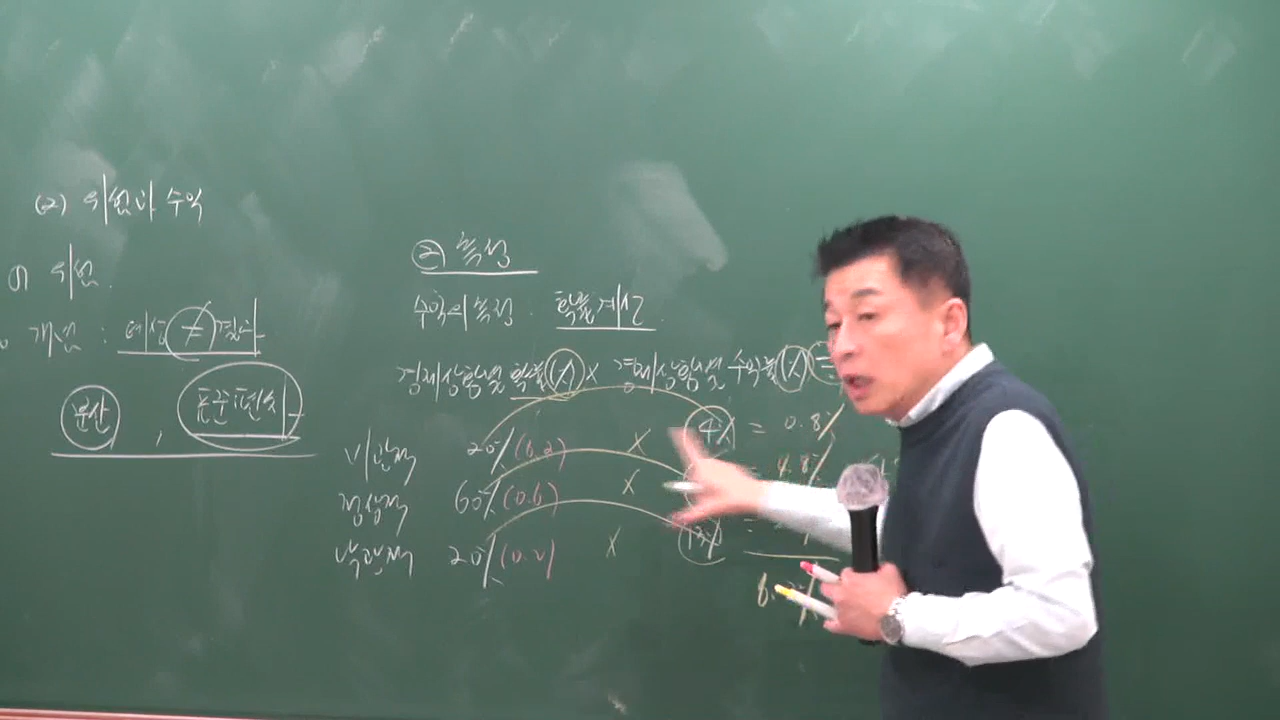 (2) 위험과 수익
(1) 위험.
개념 : 예상 ≠ 결과
분산 , 표준편차
② 측정
수익의 측정 . 확률계산
경제상황별 확률(%) × 경제상황별 수익률(%) =
비관적 20%(0.2) × 4% = 0.8%
정상적 60%(0.6) ×
낙관적 20%(0.2) × =